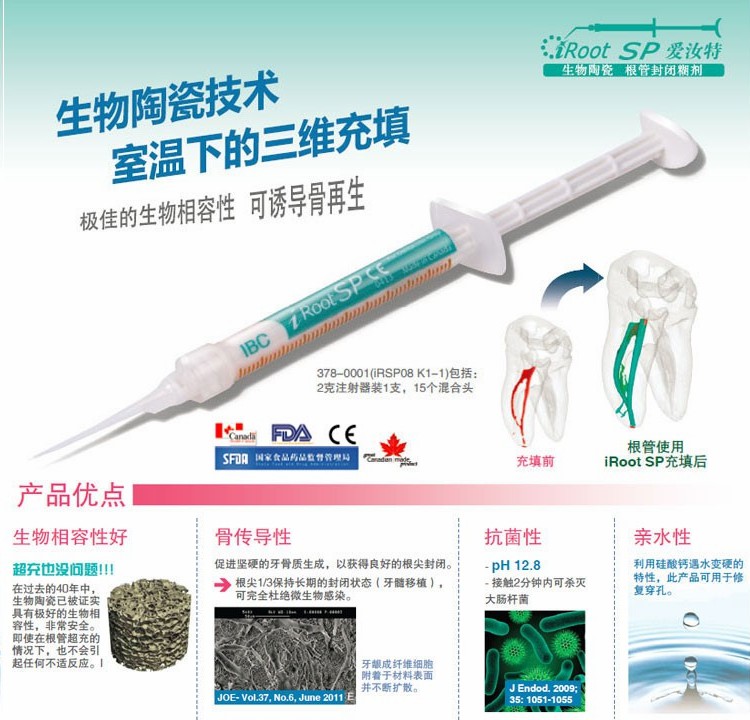 iRoot SP 爱汝特
生物陶瓷 根管封闭糊剂
生物陶瓷技术
室温下的三维充填
极佳的生物相容性 可诱导骨再生
IBC
i Root SP CE
378-0001(iRSP08 K1-1)包括：
2克注射器装1支，15个混合头
Canada
FDA
CE
SFDA 国家食品药品监督管理局
great
Canadian made
product
充填前
根管使用
iRoot SP充填后
产品优点
生物相容性好
超充也没问题!!!
在过去的40年中，
生物陶瓷已被证实
具有极好的生物相
容性，非常安全。
即使在根管超充的
情况下，也不会引
起任何不适反应。!
骨传导性
促进坚硬的牙骨质生成，以获得良好的根尖封闭。
根尖1/3保持长期的封闭状态（牙髓移植），
可完全杜绝微生物感染。
JOE- Vol.37, No.6, June 2011
牙龈成纤维细胞
附着于材料表面
并不断扩散。
抗菌性
- pH 12.8
- 接触2分钟内可杀灭
大肠杆菌
J Endod. 2009;
35: 1051-1055
亲水性
利用硅酸钙遇水变硬的
特性，此产品可用于修
复穿孔。